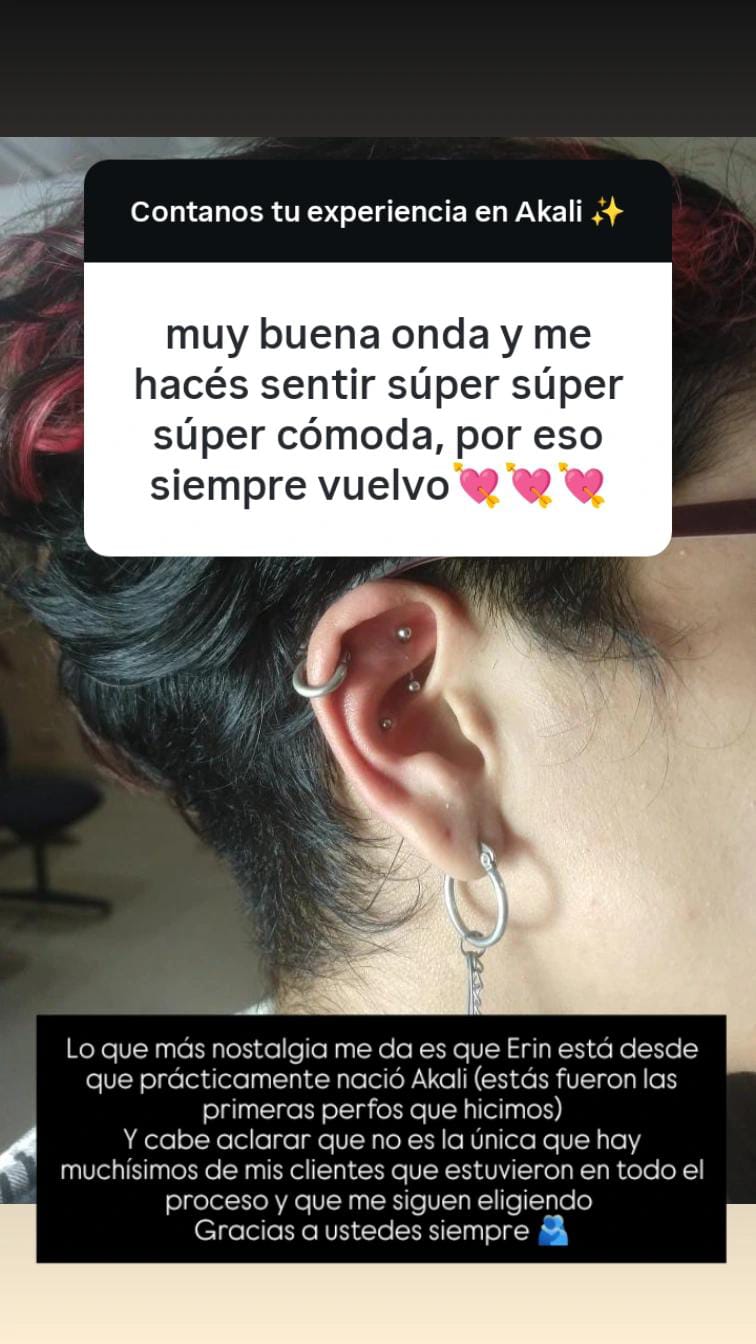 Contanos tu experiencia en Akali ✨
muy buena onda y me
hacés sentir súper súper
súper cómoda, por eso
siempre vuelvo💘💘💘
Lo que más nostalgia me da es que Erin está desde
que prácticamente nació Akali (estás fueron las
primeras perfos que hicimos)
Y cabe aclarar que no es la única que hay
muchísimos de mis clientes que estuvieron en todo el
proceso y que me siguen eligiendo
Gracias a ustedes siempre 🫂